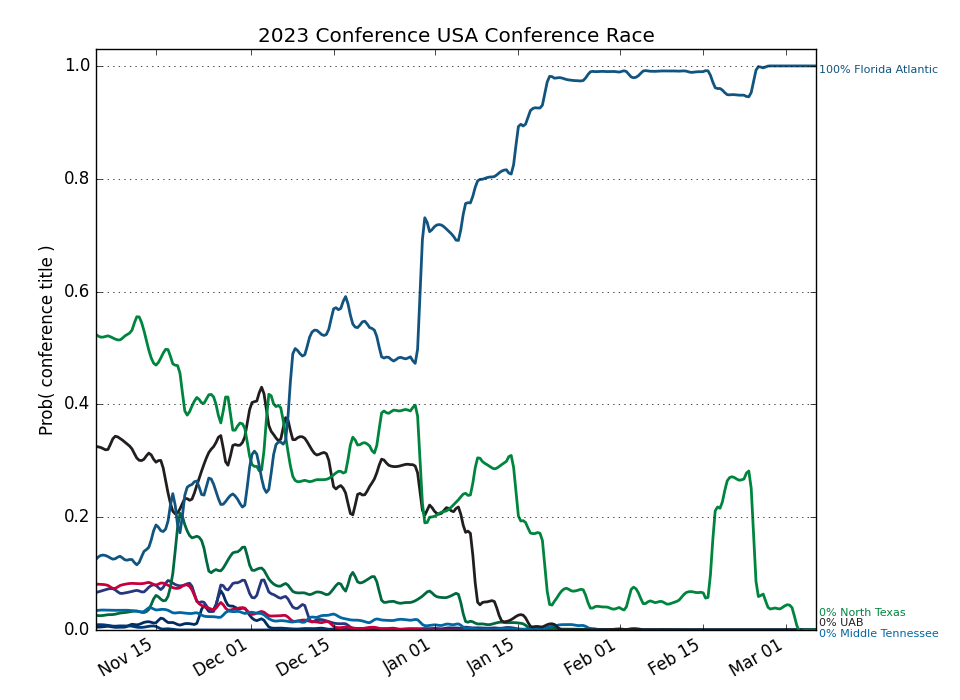 2023 Conference USA Conference Race
Prob( conference title )
1.0
0.8
0.6
0.4
0.2
0.0
Nov 15
Dec 01
Dec 15
Jan 01
Jan 15
Feb 01
Feb 15
Mar 01
100% Florida Atlantic
0% North Texas
0% UAB
0% Middle Tennessee